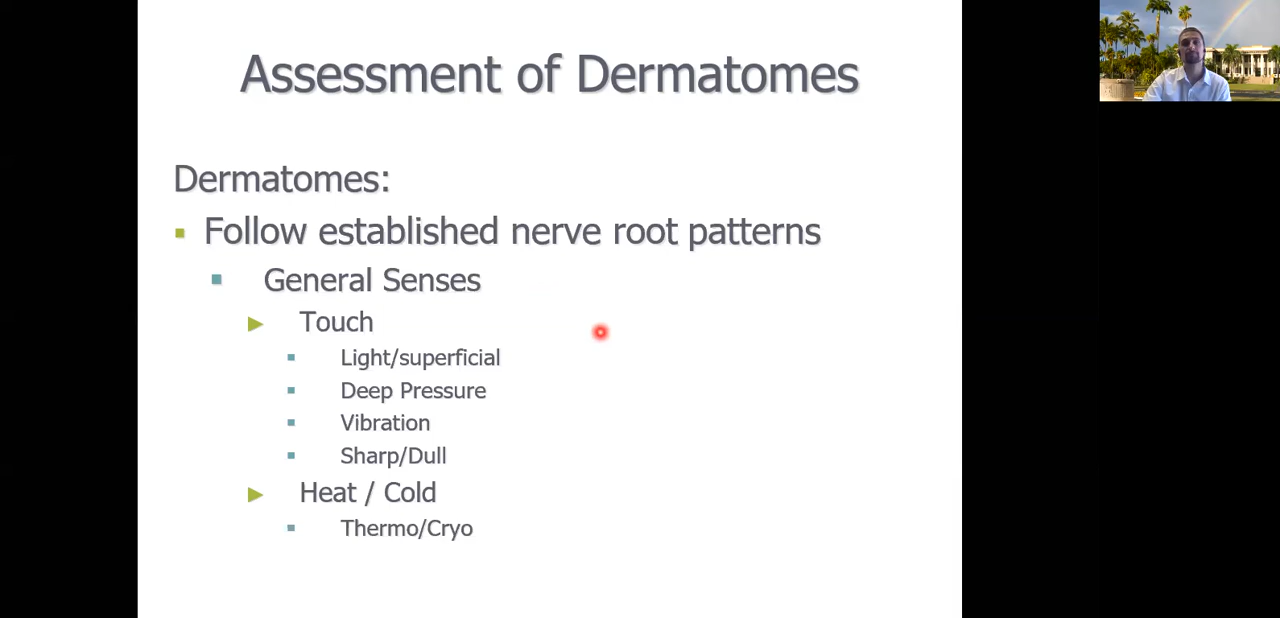 Assessment of Dermatomes
Dermatomes:
Follow established nerve root patterns
General Senses
Touch
Light/superficial
Deep Pressure
Vibration
Sharp/Dull
Heat / Cold
Thermo/Cryo